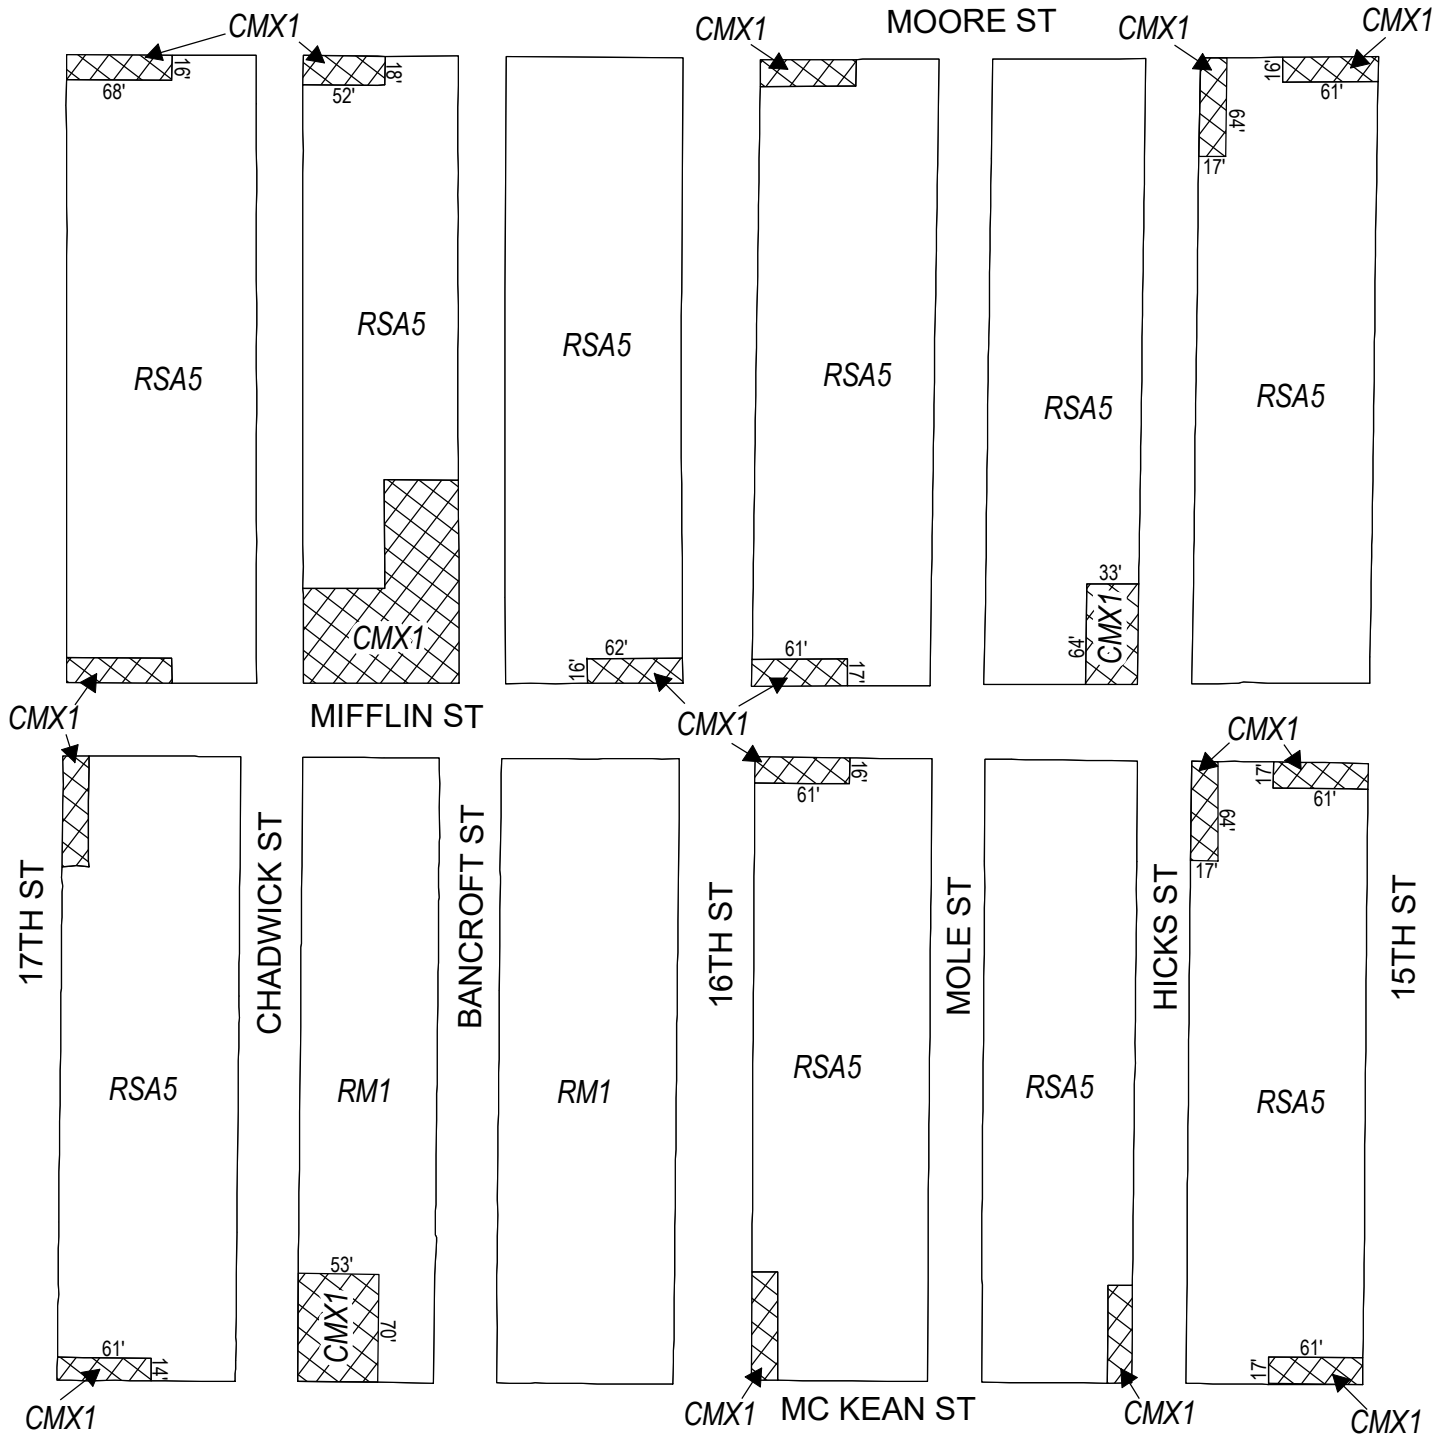 CMX1
CMX1
MOORE ST
CMX1
CMX1
16'
68'
18'
52'
64'
17'
16'
61'
RSA5
RSA5
RSA5
RSA5
RSA5
RSA5
CMX1
33'
64'
CMX1
62'
16'
61'
17'
CMX1
MIFFLIN ST
CMX1
CMX1
16'
61'
64'
17'
17'
61'
17TH ST
CHADWICK ST
BANCROFT ST
16TH ST
MOLE ST
HICKS ST
15TH ST
RSA5
RM1
RM1
RSA5
RSA5
RSA5
53'
70'
CMX1
61'
14'
61'
17'
CMX1
CMX1
MC KEAN ST
CMX1
CMX1